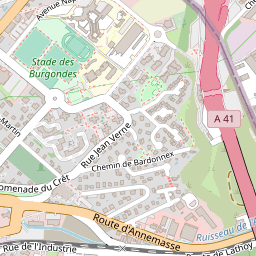 Avenue Nap
Stade des
Burgondes
A 41
Martin
Rue Jean Verne
Chemin de Bardonnex
omenade du Crêt
Route d'Annemasse
Ruisseau de l'
Rue de l'Industrie
de Lathoy